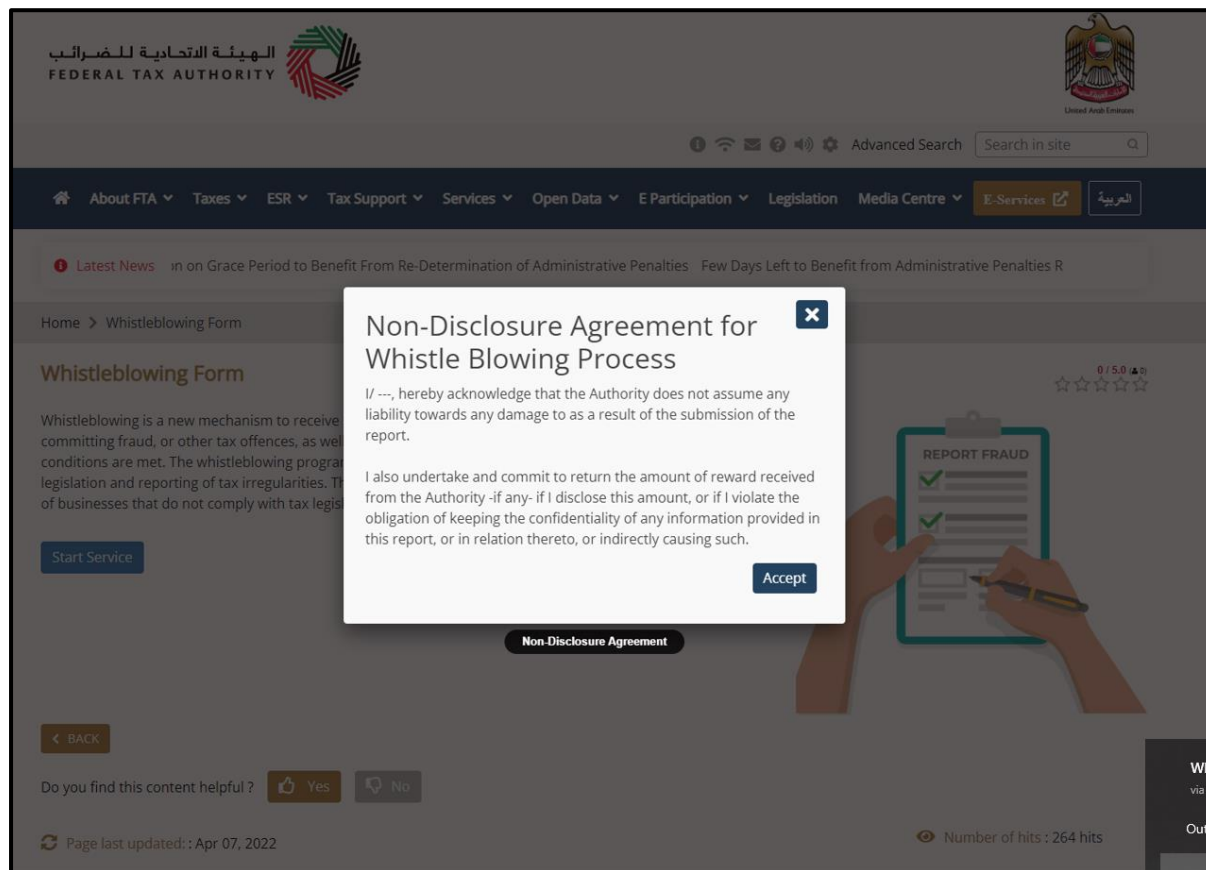 الهيئة الاتحادية للضرائب
FEDERAL TAX AUTHORITY
United Arab Emirates
Advanced Search Search in site
About FTA Taxes ESR Tax Support Services Open Data E Participation Legislation Media Centre E-Services العربية
Latest News on Grace Period to Benefit From Re-Determination of Administrative Penalties Few Days Left to Benefit from Administrative Penalties R
Home > Whistleblowing Form
Whistleblowing Form
0 / 5.0 (0)
Whistleblowing is a new mechanism to receive
committing fraud, or other tax offences, as well
conditions are met. The whistleblowing program
legislation and reporting of tax irregularities. Th
of businesses that do not comply with tax legisl
Start Service
Non-Disclosure Agreement for
Whistle Blowing Process
I/ ---, hereby acknowledge that the Authority does not assume any
liability towards any damage to as a result of the submission of the
report.
I also undertake and commit to return the amount of reward received
from the Authority -if any- if I disclose this amount, or if I violate the
obligation of keeping the confidentiality of any information provided in
this report, or in relation thereto, or indirectly causing such.
Accept
REPORT FRAUD
Non-Disclosure Agreement
< BACK
Do you find this content helpful ? Yes No
Page last updated: : Apr 07, 2022
Number of hits : 264 hits
via
Out